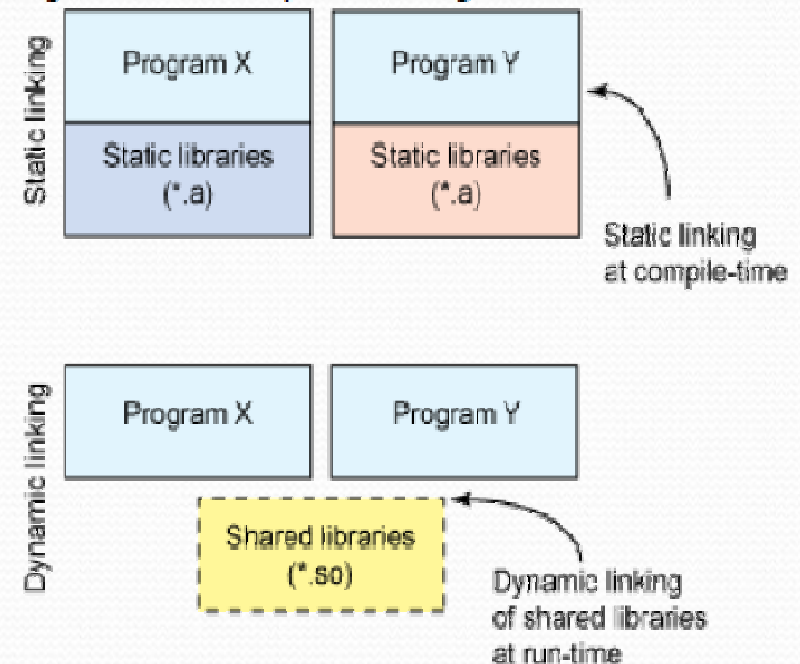 Static linking
Program X
Static libraries
(*.a)
Program Y
Static libraries
(*.a)
Static linking
at compile-time
Dynamic linking
Program X
Program Y
Shared libraries
(*.so)
Dynamic linking
of shared libraries
at run-time